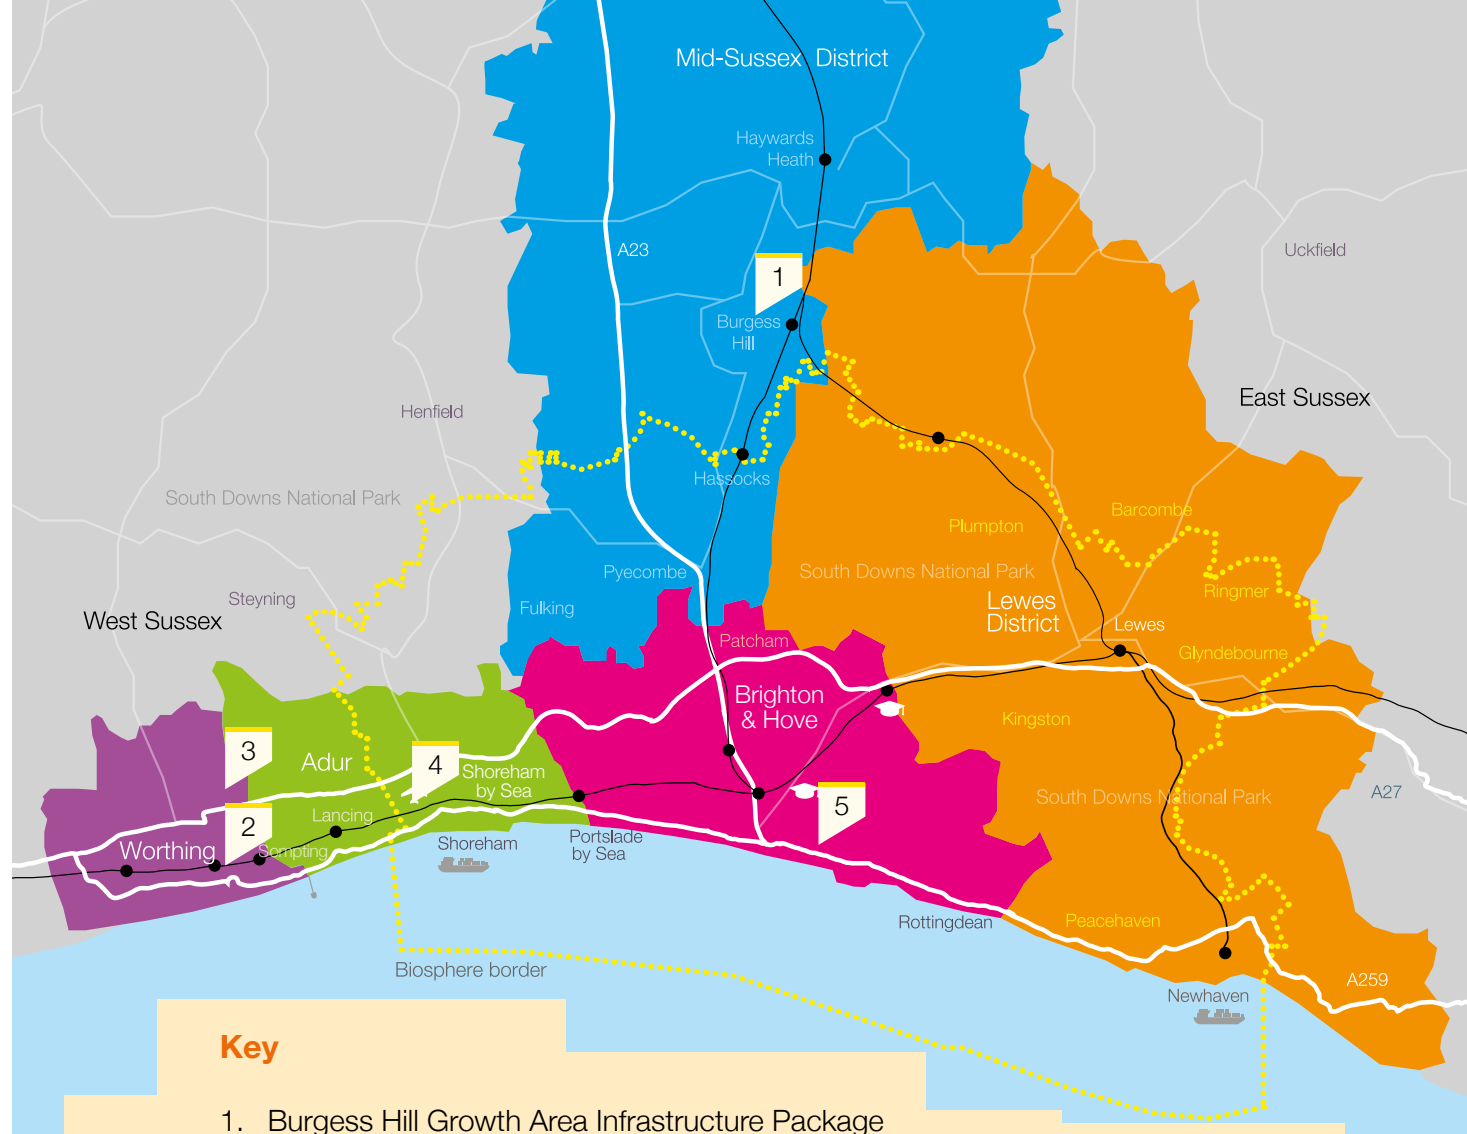 Mid-Sussex District
Haywards
Heath
A23
Uckfield
1
Burgess
Hill
East Sussex
Henfield
Hassocks
South Downs National Park
Barcombe
Plumpton
Pyecombe
South Downs National Park
Ringmer
Steyning
Fulking
Lewes
District
West Sussex
Lewes
Patcham
Glyndebourne
Brighton
& Hove
Kingston
3
Adur
4
Shoreham
by Sea
A27
South Downs National Park
5
2
Lancing
Worthing
Sompting
Shoreham
Portslade
by Sea
Rottingdean
Peacehaven
Biosphere border
A259
Newhaven
Key
1. Burgess Hill Growth Area Infrastructure Package